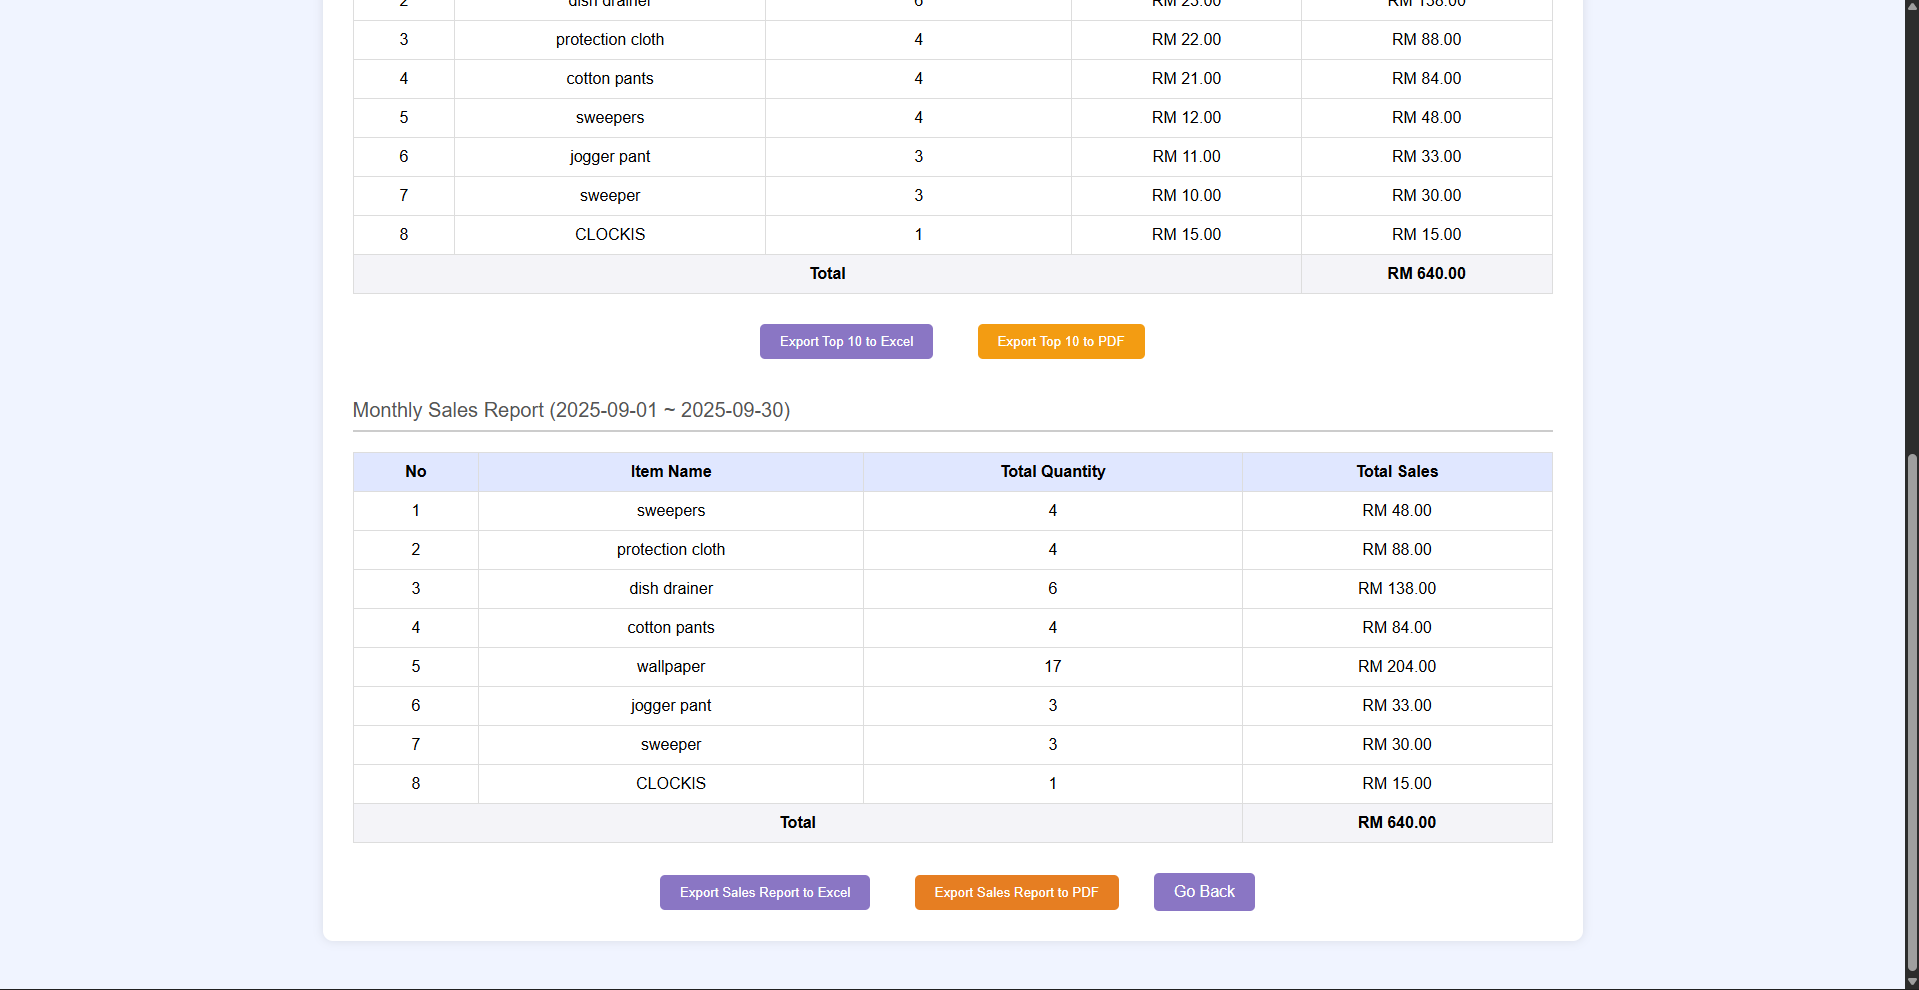 2 dish drainer 6 RM 23.00 RM 138.00
3 protection cloth 4 RM 22.00 RM 88.00
4 cotton pants 4 RM 21.00 RM 84.00
5 sweepers 4 RM 12.00 RM 48.00
6 jogger pant 3 RM 11.00 RM 33.00
7 sweeper 3 RM 10.00 RM 30.00
8 CLOCKIS 1 RM 15.00 RM 15.00
Total RM 640.00
Export Top 10 to Excel Export Top 10 to PDF
Monthly Sales Report (2025-09-01 ~ 2025-09-30)
No Item Name Total Quantity Total Sales
1 sweepers 4 RM 48.00
2 protection cloth 4 RM 88.00
3 dish drainer 6 RM 138.00
4 cotton pants 4 RM 84.00
5 wallpaper 17 RM 204.00
6 jogger pant 3 RM 33.00
7 sweeper 3 RM 30.00
8 CLOCKIS 1 RM 15.00
Total RM 640.00
Export Sales Report to Excel Export Sales Report to PDF Go Back